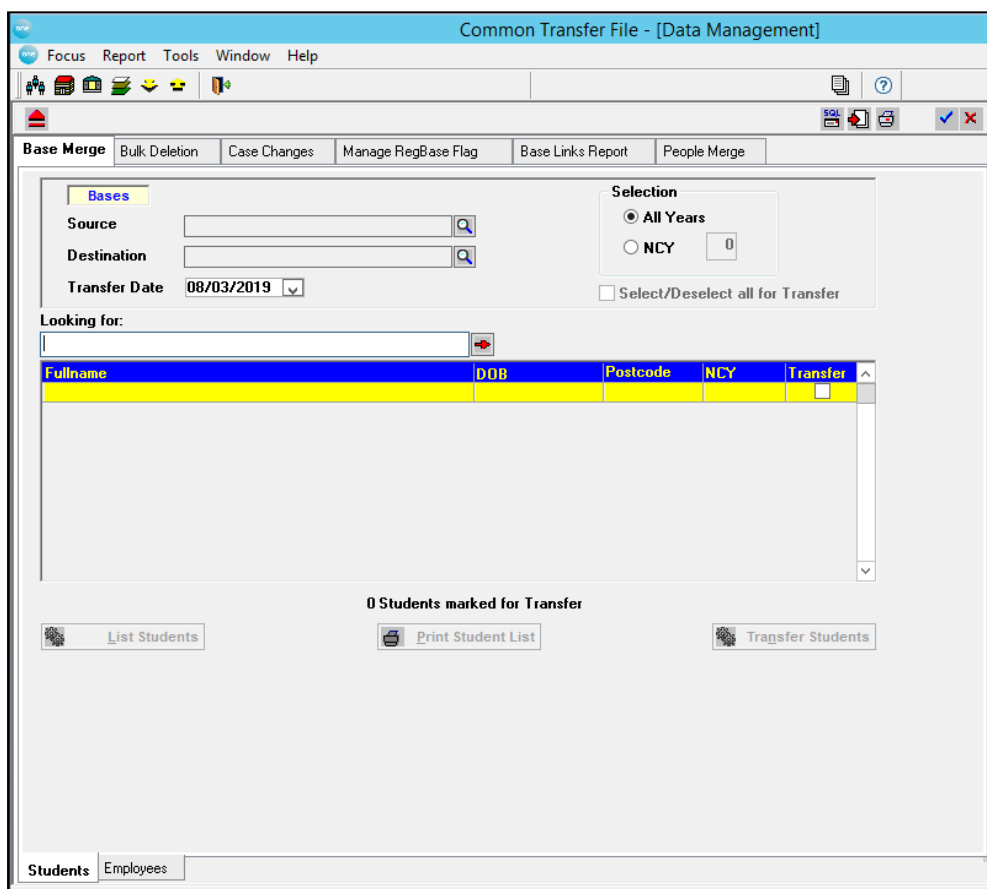 one
Common Transfer File - [Data Management]
one Focus Report Tools Window Help
?
SQL
Base Merge Bulk Deletion Case Changes Manage RegBase Flag Base Links Report People Merge
Bases
Selection
Source
All Years
Destination
NCY 0
Transfer Date 08/03/2019
Select/Deselect all for Transfer
Looking for:
Fullname DOB Postcode NCY Transfer
0 Students marked for Transfer
List Students Print Student List Transfer Students
Students Employees